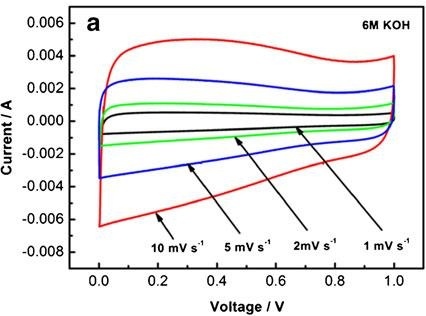 a
6M KOH
0.006
0.004
0.002
0.000
-0.002
-0.004
-0.006
-0.008
Current / A
10 mV s⁻¹ 5 mV s⁻¹ 2mV s⁻¹ 1 mV s⁻¹
0.0 0.2 0.4 0.6 0.8 1.0
Voltage / V